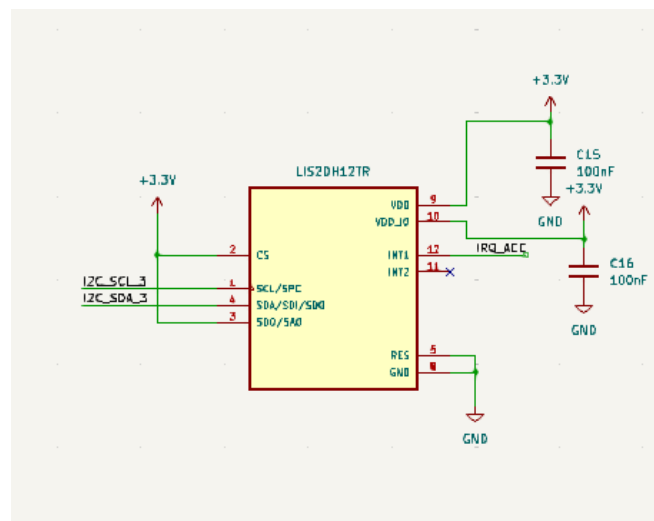 +3.3V
C15
100nF
+3.3V
GND
LIS2DH12TR
+3.3V
VDD 9
VDD_IO 10
2 CS
INT1 12 IRQ_ACC
INT2 11
I2C_SCL_3 1 SCL/SPC
I2C_SDA_3 4 SDA/SDI/SDO
3 SDO/SA0
C16
100nF
GND
RES 5
GND
GND